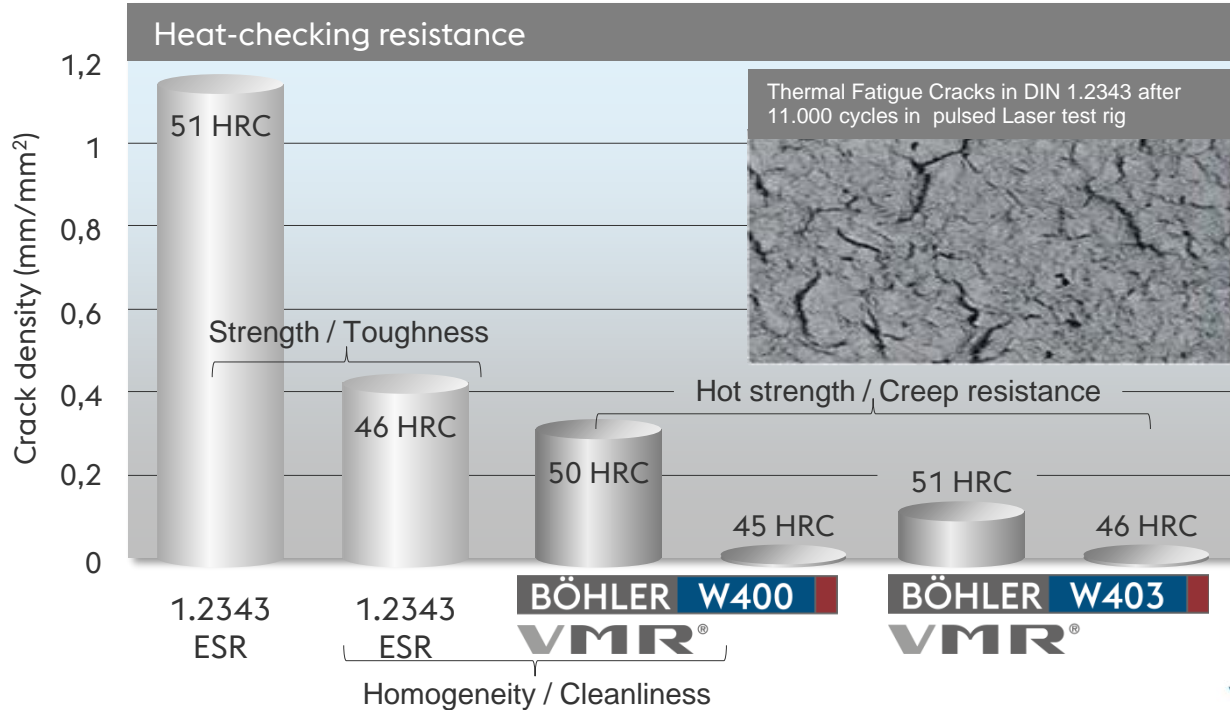 Heat-checking resistance
Thermal Fatigue Cracks in DIN 1.2343 after
11.000 cycles in pulsed Laser test rig
Crack density (mm/mm²)
1,2
1
0,8
0,6
0,4
0,2
0
51 HRC
Strength / Toughness
46 HRC
Hot strength / Creep resistance
50 HRC
45 HRC
51 HRC
46 HRC
1.2343
ESR
1.2343
ESR
BÖHLER W400
VMR®
BÖHLER W403
VMR®
Homogeneity / Cleanliness